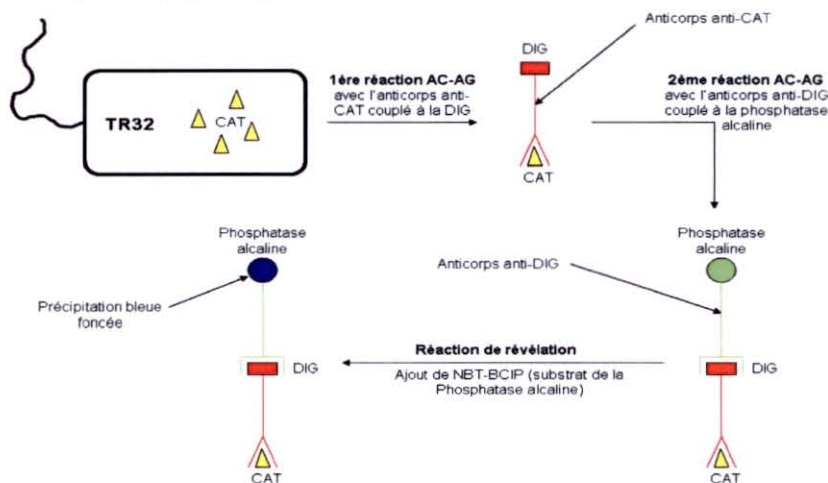 Anticorps anti-CAT
DIG
1ère réaction AC-AG
avec l'anticorps anti-
CAT couplé à la DIG
2ème réaction AC-AG
avec l'anticorps anti-DIG
couplé à la phosphatase
alcaline
TR32
CAT
CAT
Phosphatase
alcaline
Phosphatase
alcaline
Anticorps anti-DIG
Précipitation bleue
foncée
Réaction de révélation
Ajout de NBT-BCIP (substrat de la
Phosphatase alcaline)
DIG
DIG
CAT
CAT